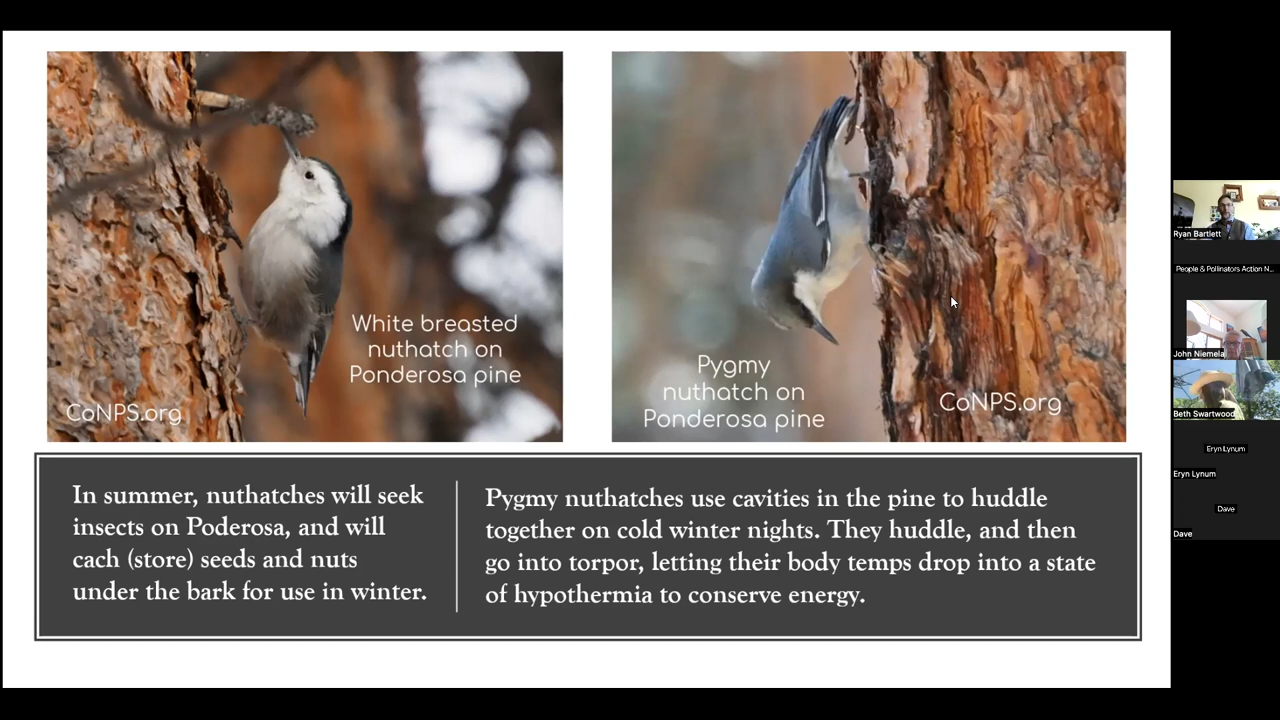 White breasted
nuthatch on
Ponderosa pine
CoNPS.org
Pygmy
nuthatch on
Ponderosa pine
CoNPS.org
In summer, nuthatches will seek
insects on Poderosa, and will
cach (store) seeds and nuts
under the bark for use in winter.
Pygmy nuthatches use cavities in the pine to huddle
together on cold winter nights. They huddle, and then
go into torpor, letting their body temps drop into a state
of hypothermia to conserve energy.
Ryan Bartlett
People & Pollinators Action N...
John Niemela
Beth Swartwood
Eryn Lynum
Eryn Lynum
Dave
Dave